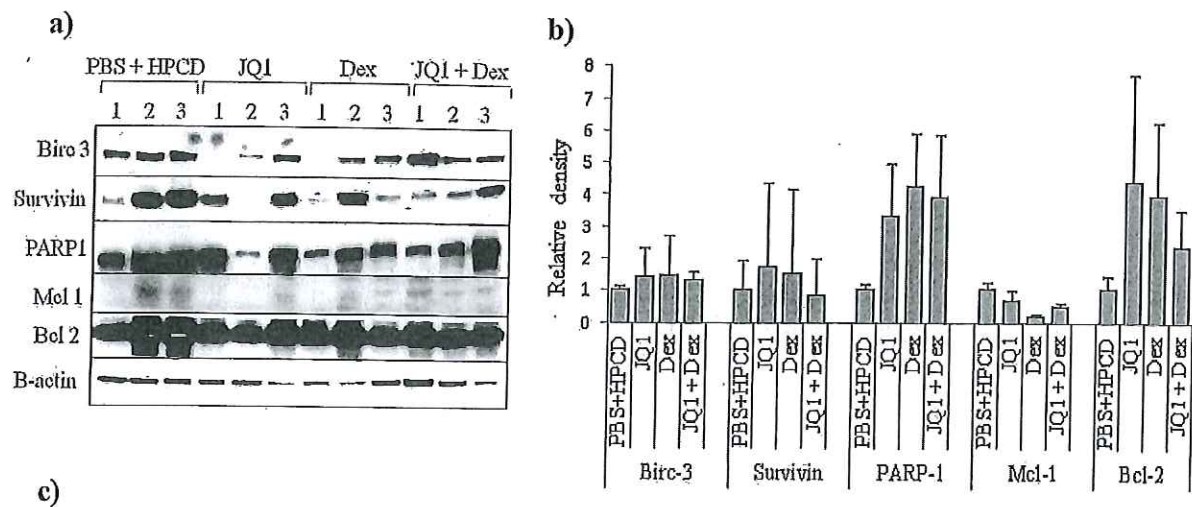 a)
PBS+HPCD JQ1 Dex JQ1+Dex
1 2 3 1 2 3 1 2 3 1 2 3
Birc 3
Survivin
PARP1
Mcl 1
Bcl 2
B-actin
b)
Relative density
8
7
6
5
4
3
2
1
0
PBS+HPCD JQ1 Dex JQ1+Dex PBS+HPCD JQ1 Dex JQ1+Dex PBS+HPCD JQ1 Dex JQ1+Dex PBS+HPCD JQ1 Dex JQ1+Dex PBS+HPCD JQ1 Dex JQ1+Dex
Birc-3 Survivin PARP-1 Mcl-1 Bcl-2
c)